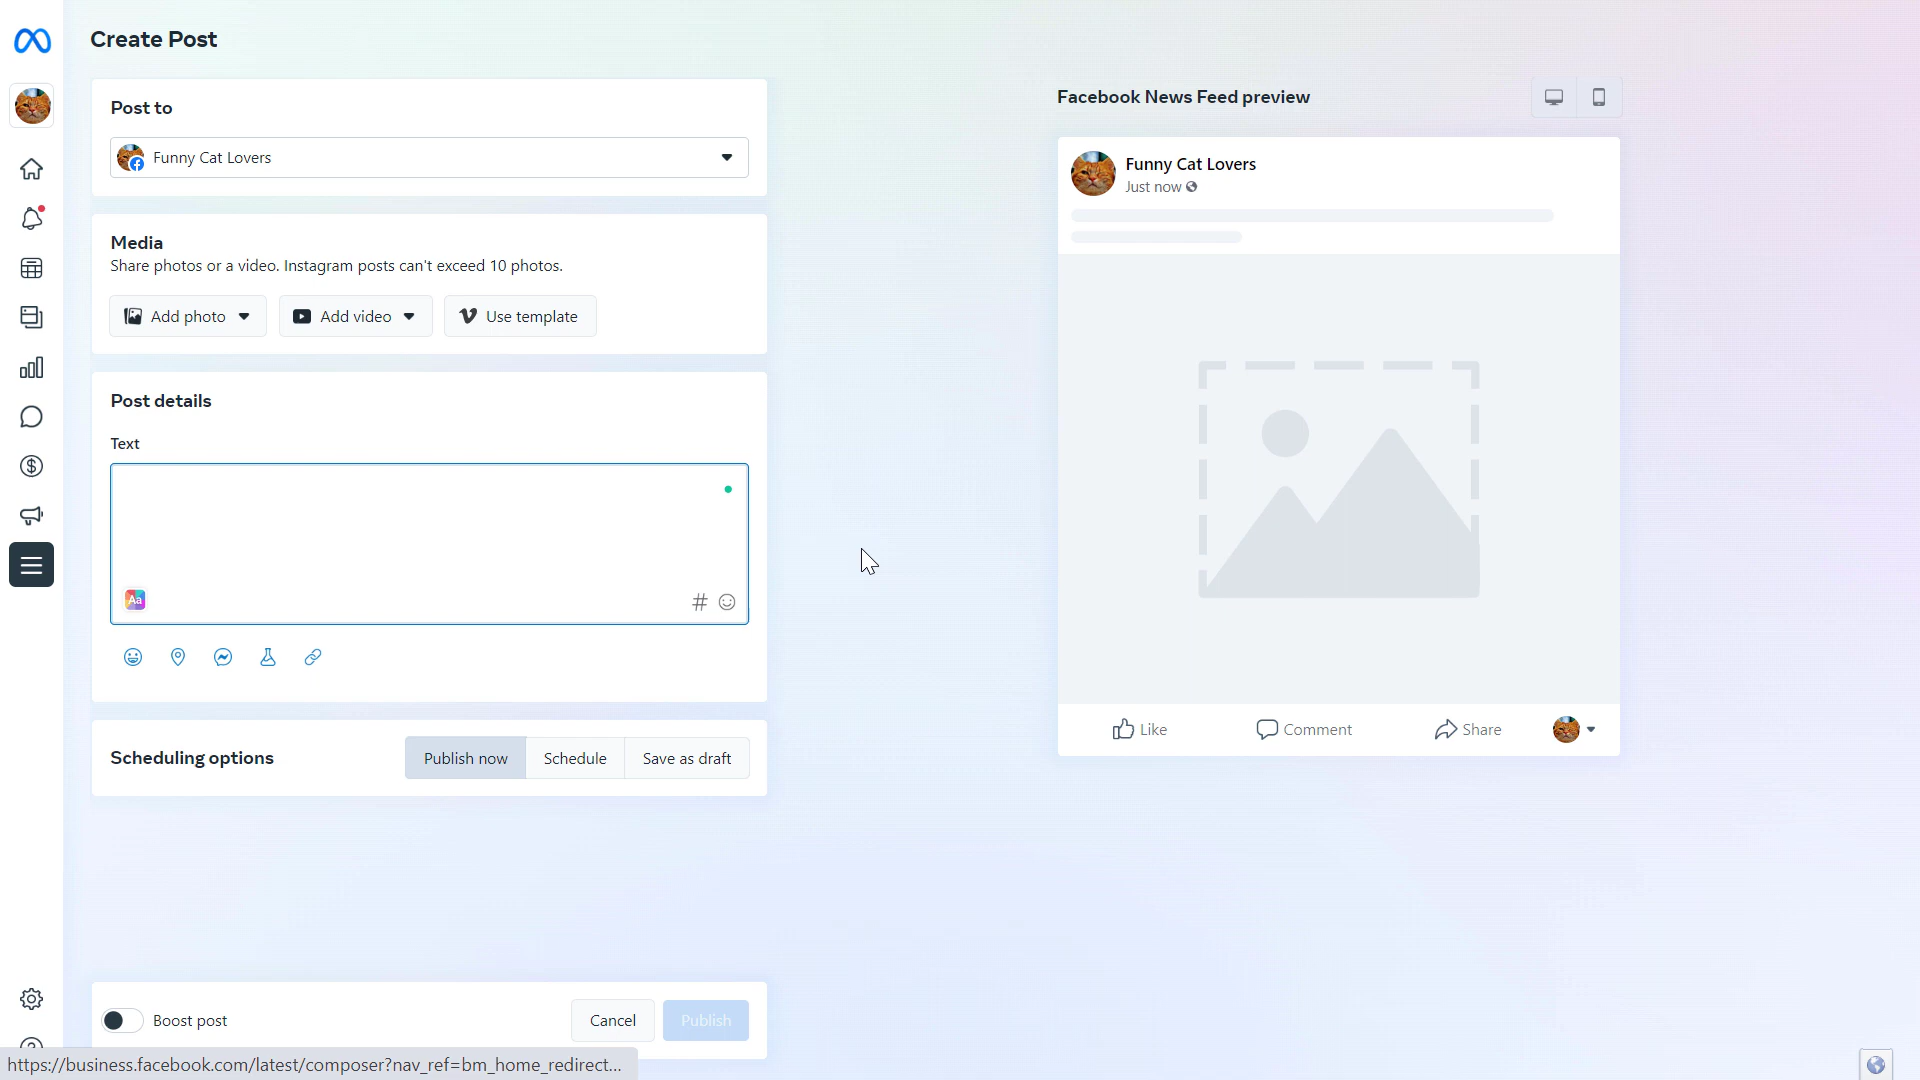 Create Post
Post to
Funny Cat Lovers
Media
Share photos or a video. Instagram posts can't exceed 10 photos.
Add photo
Add video
Use template
Post details
Text
Aa
#
Scheduling options
Publish now
Schedule
Save as draft
Boost post
Cancel
Publish
https://business.facebook.com/latest/composer?nav_ref=bm_home_redirect...
Facebook News Feed preview
Funny Cat Lovers
Just now
Like
Comment
Share